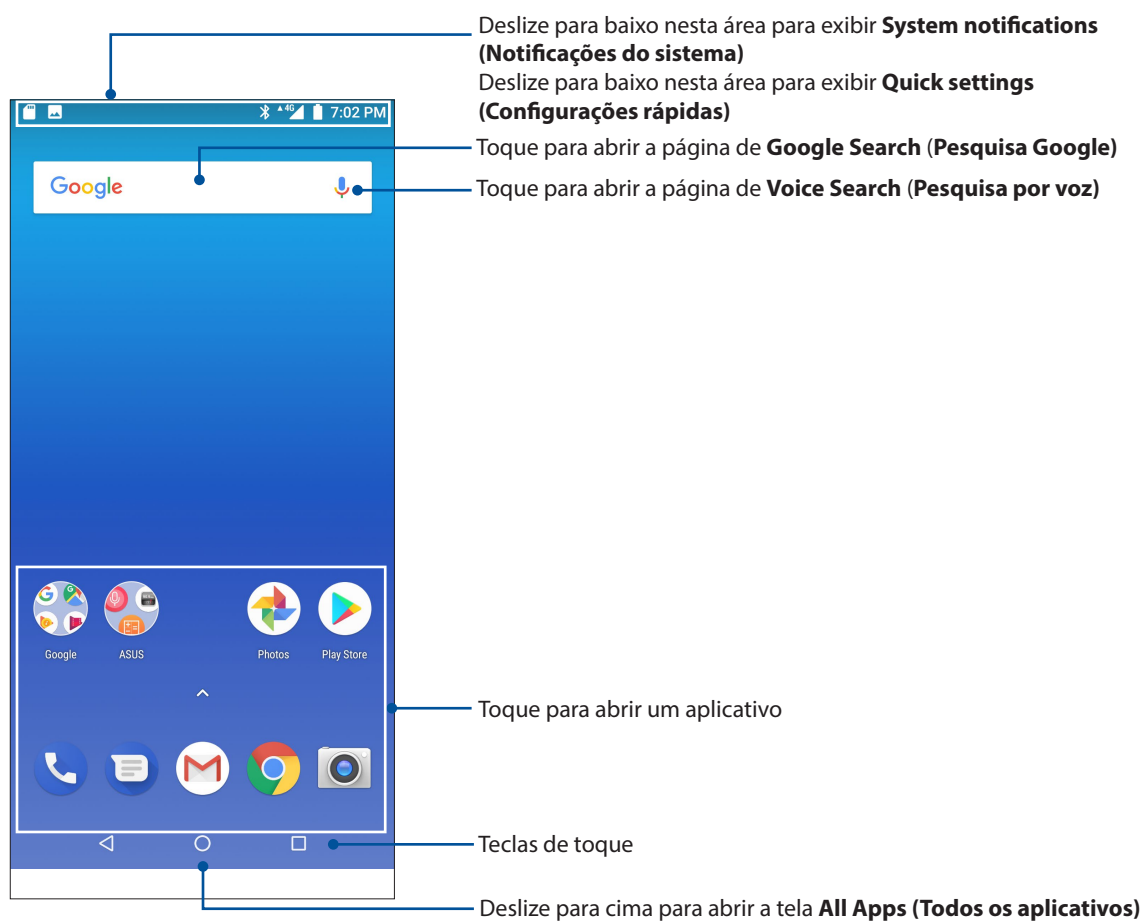 Deslize para baixo nesta área para exibir System notifications
(Notificações do sistema)
Deslize para baixo nesta área para exibir Quick settings
(Configurações rápidas)
4G 7:02 PM
Toque para abrir a página de Google Search (Pesquisa Google)
Google
Toque para abrir a página de Voice Search (Pesquisa por voz)
Google ASUS Photos Play Store
Toque para abrir um aplicativo
Teclas de toque
Deslize para cima para abrir a tela All Apps (Todos os aplicativos)